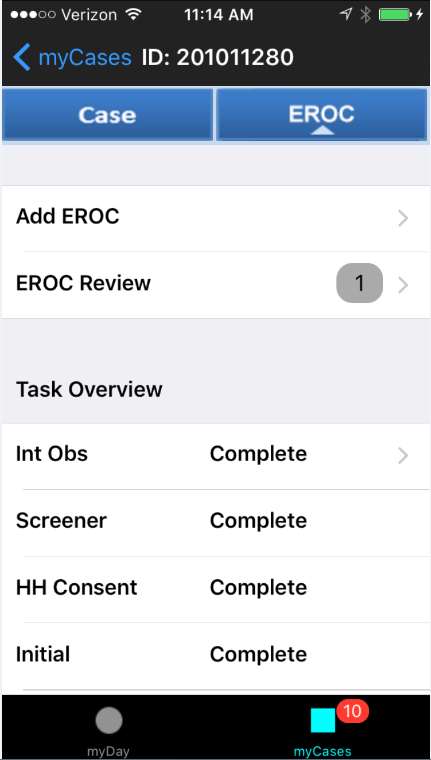 Verizon 11:14 AM
myCases ID: 201011280
Case EROC
Add EROC
EROC Review 1
Task Overview
Int Obs Complete
Screener Complete
HH Consent Complete
Initial Complete
10
myDay myCases